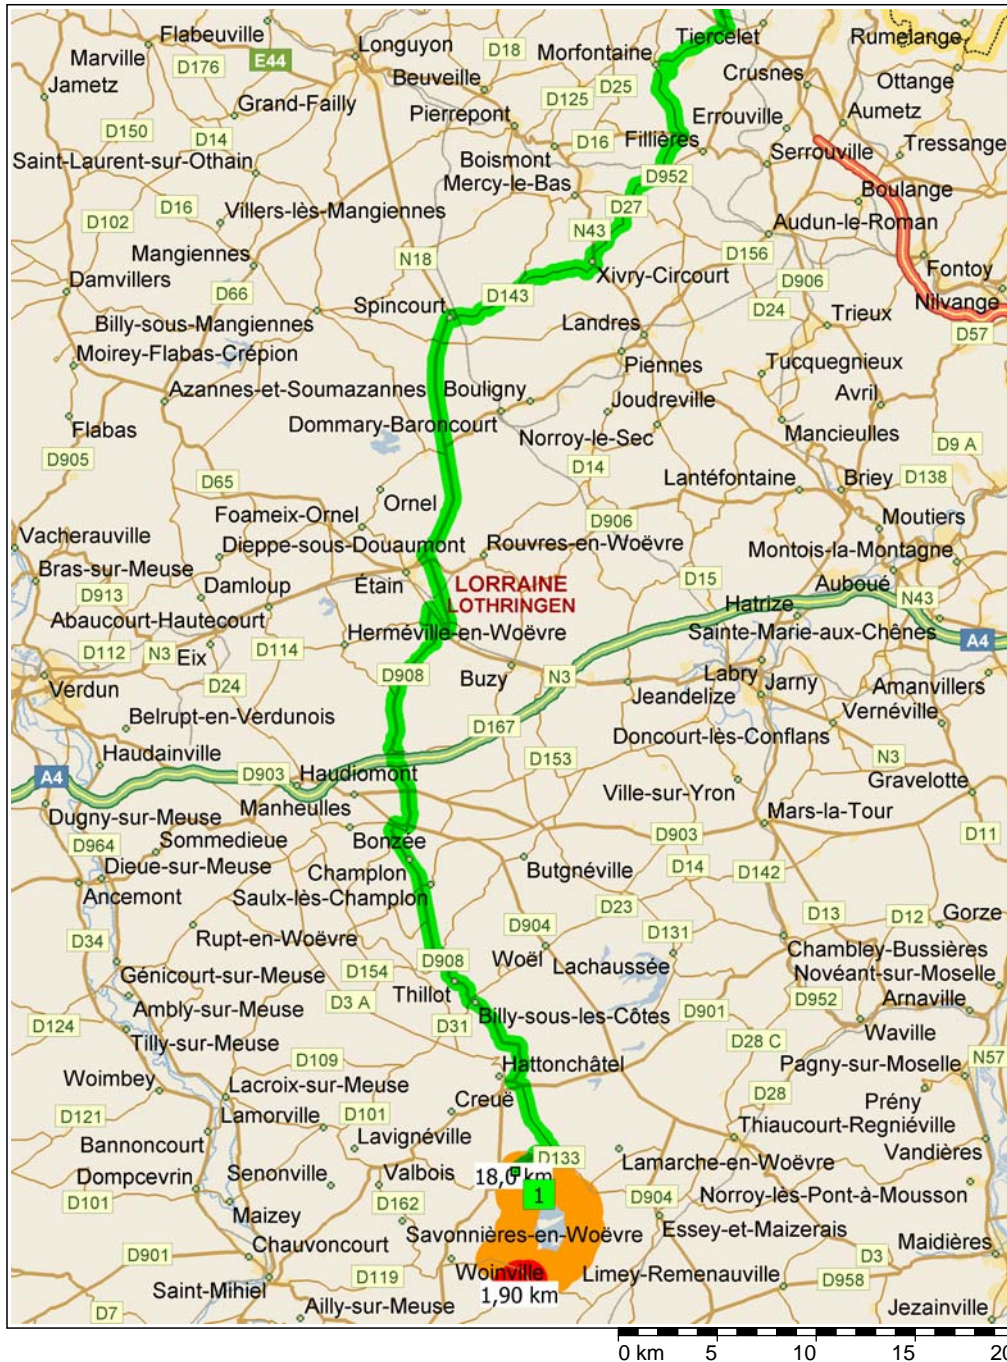 Flabeuville
Tiercelet
Rumelange
Marville
Longuyon
D18
Morfontaine
D176
E44
Beuveille
Crusnes
Ottange
Jametz
D25
D125
Grand-Failly
Pierrepont
Errouville
Aumetz
D150
D14
D16
Fillières
Serrouville
Tressange
Saint-Laurent-sur-Othain
Boismont
Mercy-le-Bas
D952
Boulange
D102
D16
Villers-lès-Mangiennes
D27
Audun-le-Roman
N43
Mangiennes
N18
D156
Fontoy
Damvillers
Xivry-Circourt
D66
D143
D906
Nilvange
Spincourt
D24
Trieux
Billy-sous-Mangiennes
Landres
D57
Moirey-Flabas-Crépion
Piennes
Tucquegnieux
Azannes-et-Soumazannes
Bouligny
Avril
Joudreville
Flabas
Dommary-Baroncourt
Norroy-le-Sec
Mancieulles
D905
D9 A
D14
D65
Lantéfontaine
Briey
D138
Ornel
Foameix-Ornel
D906
Moutiers
Vacherauville
Dieppe-sous-Douaumont
Rouvres-en-Woëvre
Montois-la-Montagne
Bras-sur-Meuse
Étain
LORRAINE
D15
Auboué
D913
Damloup
LOTHRINGEN
Hatrize
N43
Abaucourt-Hautecourt
Herméville-en-Woëvre
Sainte-Marie-aux-Chênes
A4
D112
N3
Eix
D114
D908
Buzy
N3
Labry
Jarny
Amanvillers
Verdun
D24
Jeandelize
Belrupt-en-Verdunois
D167
Vernéville
Doncourt-lès-Conflans
Haudainville
D153
N3
A4
D903
Haudiomont
Gravelotte
Manheulles
Ville-sur-Yron
Dugny-sur-Meuse
Mars-la-Tour
Sommedieue
D903
D11
D964
Bonzée
Dieue-sur-Meuse
Champlon
Butgnéville
D14
D142
Ancemont
Saulx-lès-Champlon
D23
D13
D12
Gorze
D34
Rupt-en-Woëvre
D904
D131
Chambley-Bussières
D908
Woël
Lachaussée
Génicourt-sur-Meuse
D154
Novéant-sur-Moselle
Thillot
D3 A
D952
Arnaville
Ambly-sur-Meuse
D124
D31
Billy-sous-les-Côtes
D901
Waville
Tilly-sur-Meuse
D28 C
D109
Hattonchâtel
Pagny-sur-Moselle
N57
Woimbey
Lacroix-sur-Meuse
D28
Prény
D121
Lamorville
D101
Creuë
Thiaucourt-Regniéville
Bannoncourt
Lavignéville
Vandières
D133
Dompcevrin
Senonville
Valbois
18,0 km
Lamarche-en-Woëvre
D101
D162
1
D904
Norroy-lès-Pont-à-Mousson
Maizey
Essey-et-Maizerais
Savonnières-en-Woëvre
D901
Chauvoncourt
D3
Maidières
D119
Woinville
Limey-Remenauville
D958
Saint-Mihiel
1,90 km
D7
Ailly-sur-Meuse
Jezainville
0 km 5 10 15 20